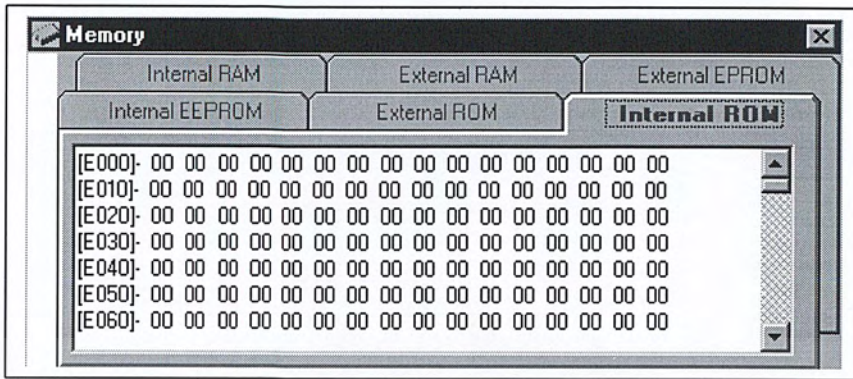 Memory
Internal RAM External RAM External EPROM
Internal EEPROM External ROM Internal ROM
[E000]- 00 00 00 00 00 00 00 00 00 00 00 00 00 00 00 00
[E010]- 00 00 00 00 00 00 00 00 00 00 00 00 00 00 00 00
[E020]- 00 00 00 00 00 00 00 00 00 00 00 00 00 00 00 00
[E030]- 00 00 00 00 00 00 00 00 00 00 00 00 00 00 00 00
[E040]- 00 00 00 00 00 00 00 00 00 00 00 00 00 00 00 00
[E050]- 00 00 00 00 00 00 00 00 00 00 00 00 00 00 00 00
[E060]- 00 00 00 00 00 00 00 00 00 00 00 00 00 00 00 00